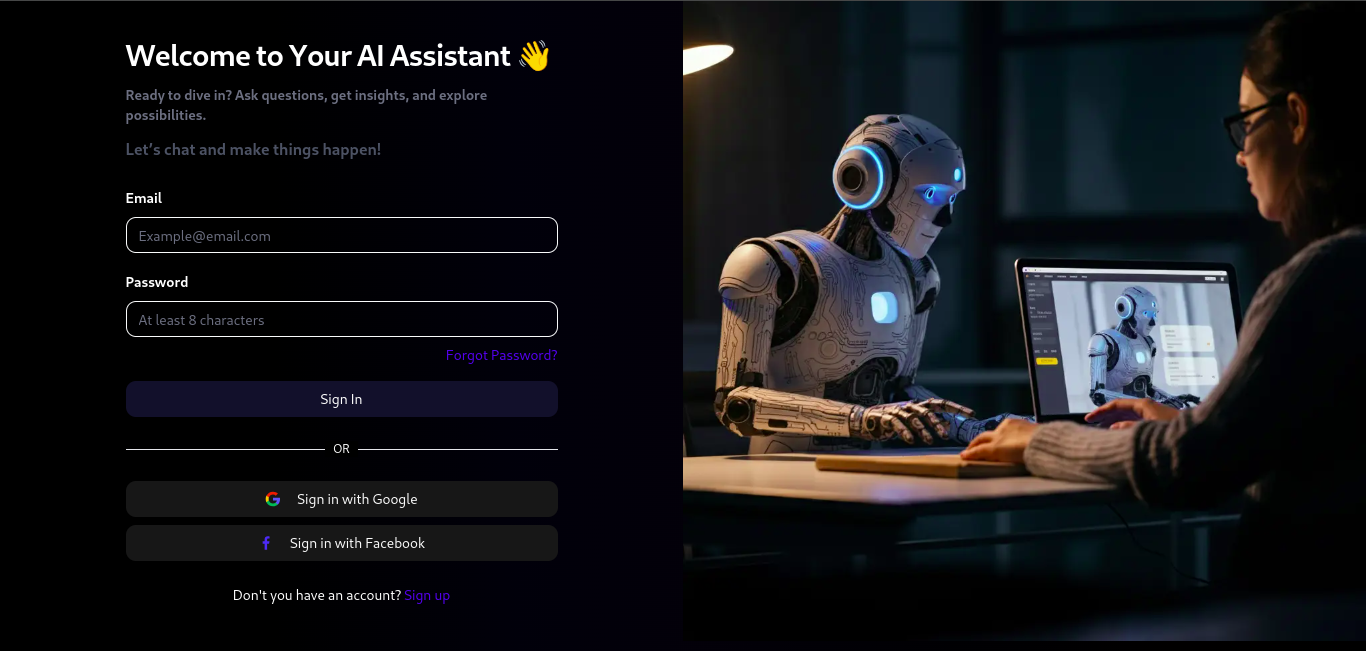 Welcome to Your AI Assistant 👋
Ready to dive in? Ask questions, get insights, and explore
possibilities.
Let’s chat and make things happen!
Email
Example@email.com
Password
At least 8 characters
Forgot Password?
Sign In
OR
Sign in with Google
Sign in with Facebook
Don't you have an account? Sign up